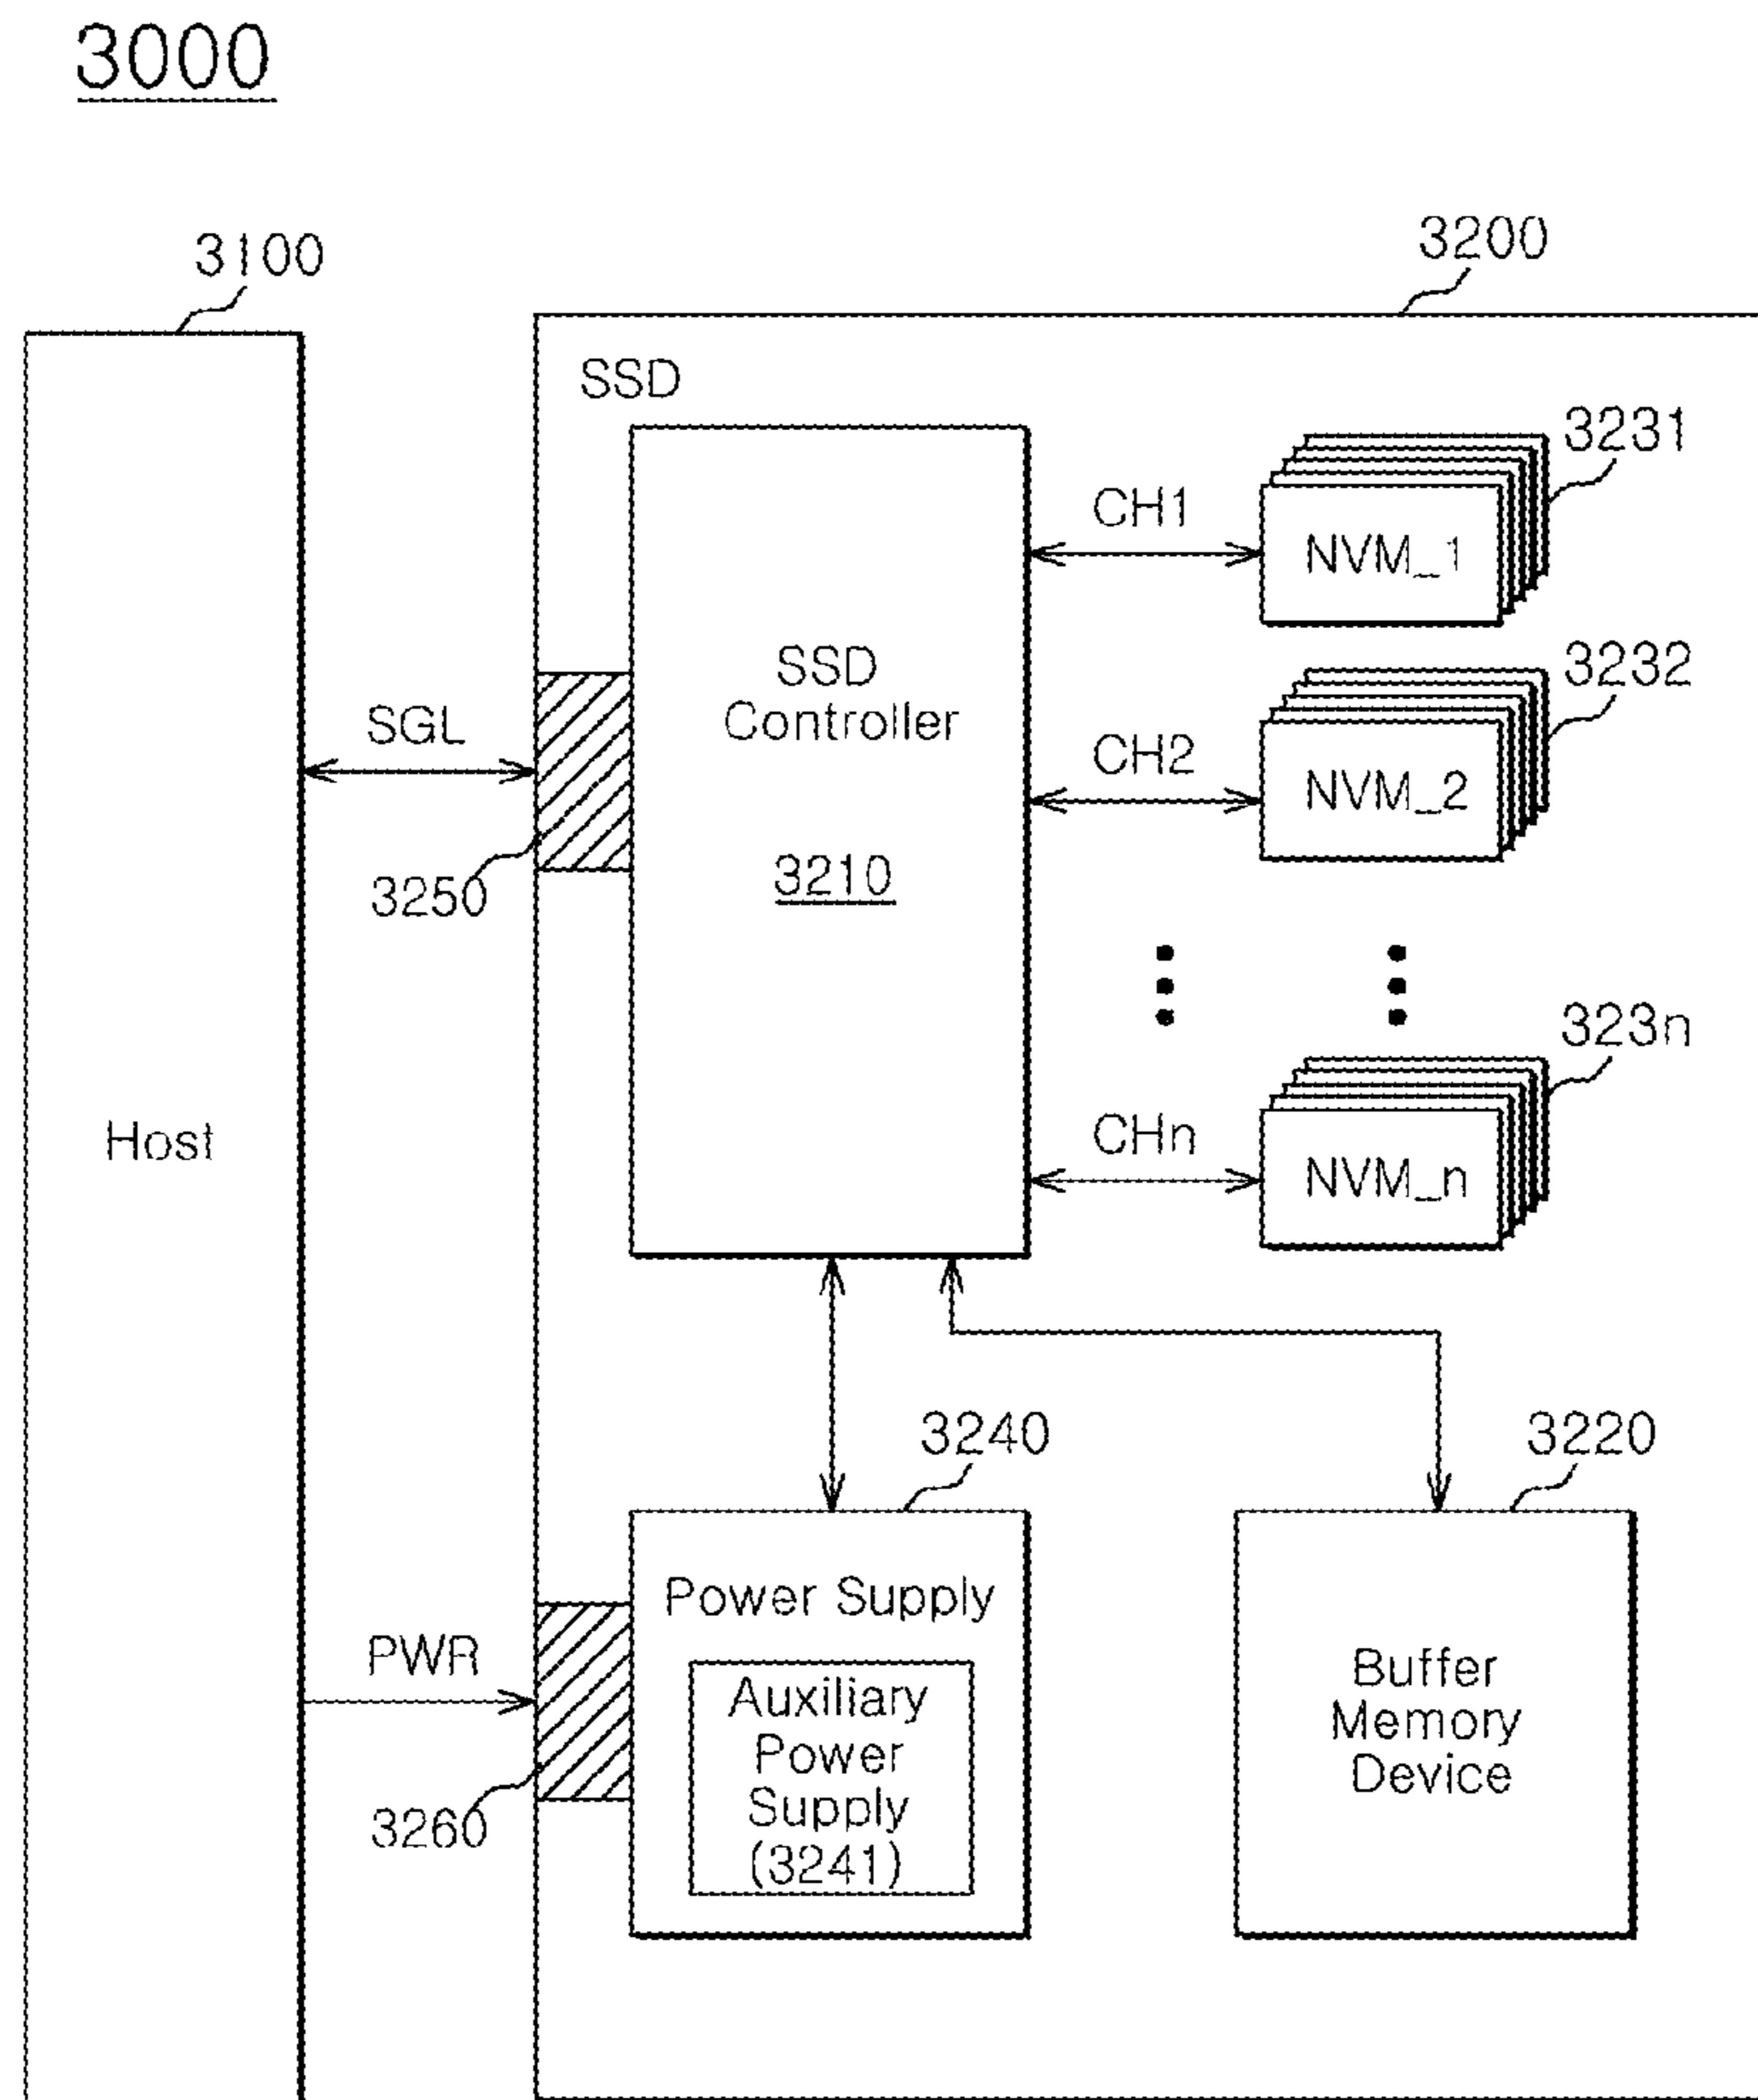 3000
3100
3200
SSD
3231
CH1
NVM_1
SSD
Controller
3210
3232
SGL
CH2
NVM_2
3250
323n
Host
CHn
NVM_n
3240
3220
Power Supply
PWR
Auxiliary
Power
Supply
(3241)
3260
Buffer
Memory
Device